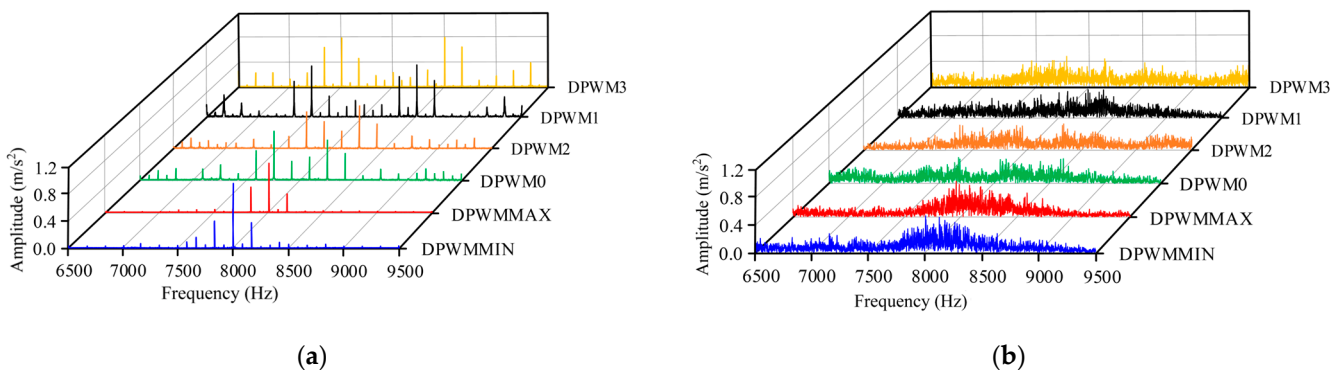 DPWM3
DPWM1
DPWM2
DPWM0
DPWMMAX
DPWMMIN
1.2
0.8
0.4
0.0
Amplitude (m/s²)
6500 7000 7500 8000 8500 9000 9500
Frequency (Hz)
(a)
DPWM3
DPWM1
DPWM2
DPWM0
DPWMMAX
DPWMMIN
1.2
0.8
0.4
0.0
Amplitude (m/s²)
6500 7000 7500 8000 8500 9000 9500
Frequency (Hz)
(b)